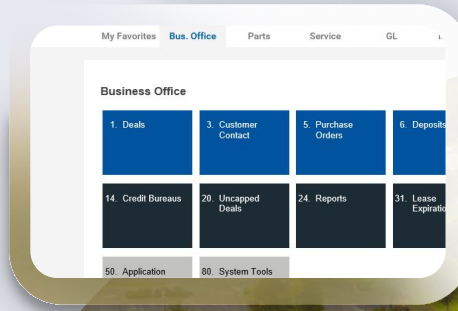 My Favorites Bus. Office Parts Service GL
Business Office
1. Deals 3. Customer Contact 5. Purchase Orders 6. Deposits
14. Credit Bureaus 20. Uncapped Deals 24. Reports 31. Lease
50. Application 80. System Tools